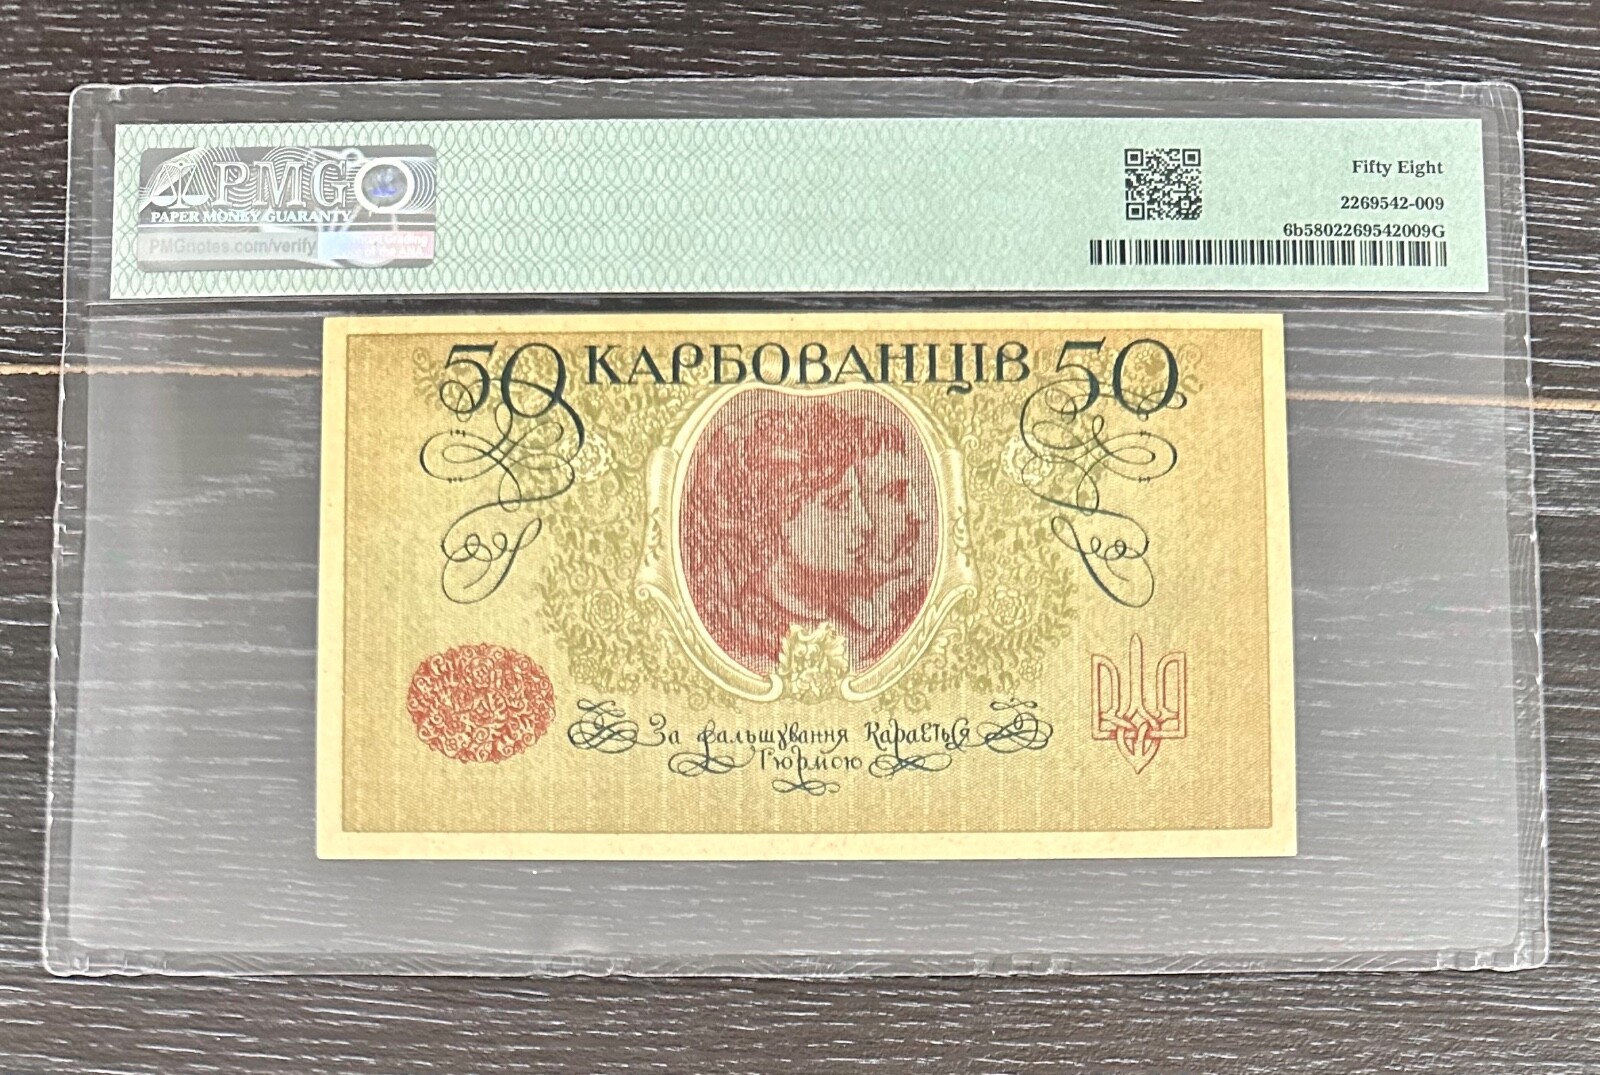 PMG
PAPER MONEY GUARANTY
PMGnotes.com/verify
Fifty Eight
2269542-009
6b5802269542009G
50 КАРБОВАНЦІВ 50
За фальшування Карається
Тюрмою